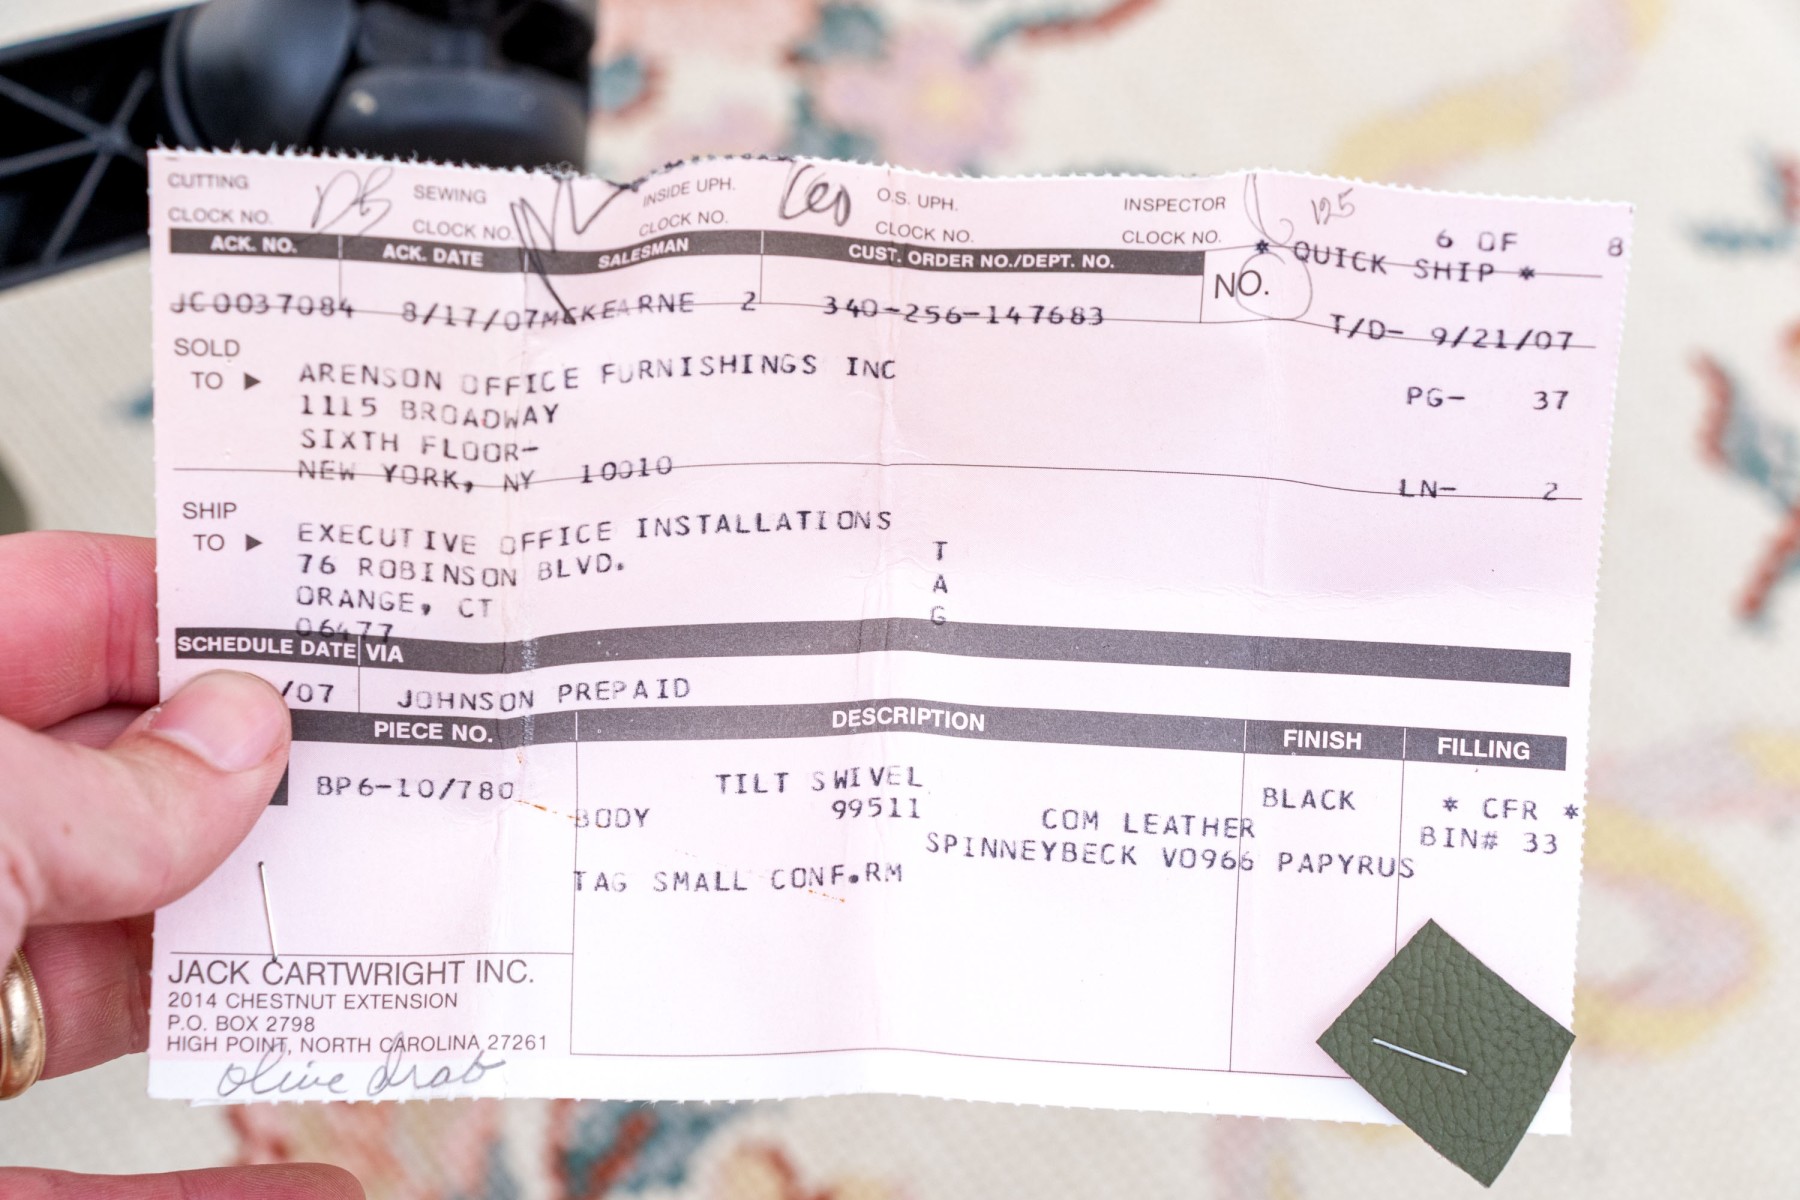 CUTTING
CLOCK NO.
SEWING
CLOCK NO.
INSIDE UPH.
CLOCK NO.
O.S. UPH.
CLOCK NO.
INSPECTOR
CLOCK NO.
125
6 OF 8
* QUICK SHIP *
ACK. NO. ACK. DATE SALESMAN CUST. ORDER NO./DEPT. NO. NO.
JC0037084 8/17/07 MCKEARNE 2 340-256-147683
T/D- 9/21/07
SOLD
TO ▶
ARENSON OFFICE FURNISHINGS INC
1115 BROADWAY
SIXTH FLOOR-
NEW YORK, NY 10010
PG- 37
LN- 2
SHIP
TO ▶
EXECUTIVE OFFICE INSTALLATIONS
76 ROBINSON BLVD.
ORANGE, CT
06477
T
A
G
SCHEDULE DATE VIA
/07 JOHNSON PREPAID
PIECE NO. DESCRIPTION FINISH FILLING
BP6-10/780 TILT SWIVEL BLACK * CFR *
BODY 99511 COM LEATHER BIN# 33
SPINNEYBECK VO966 PAPYRUS
TAG SMALL CONF.RM
JACK CARTWRIGHT INC.
2014 CHESTNUT EXTENSION
P.O. BOX 2798
HIGH POINT, NORTH CAROLINA 27261
olive drab